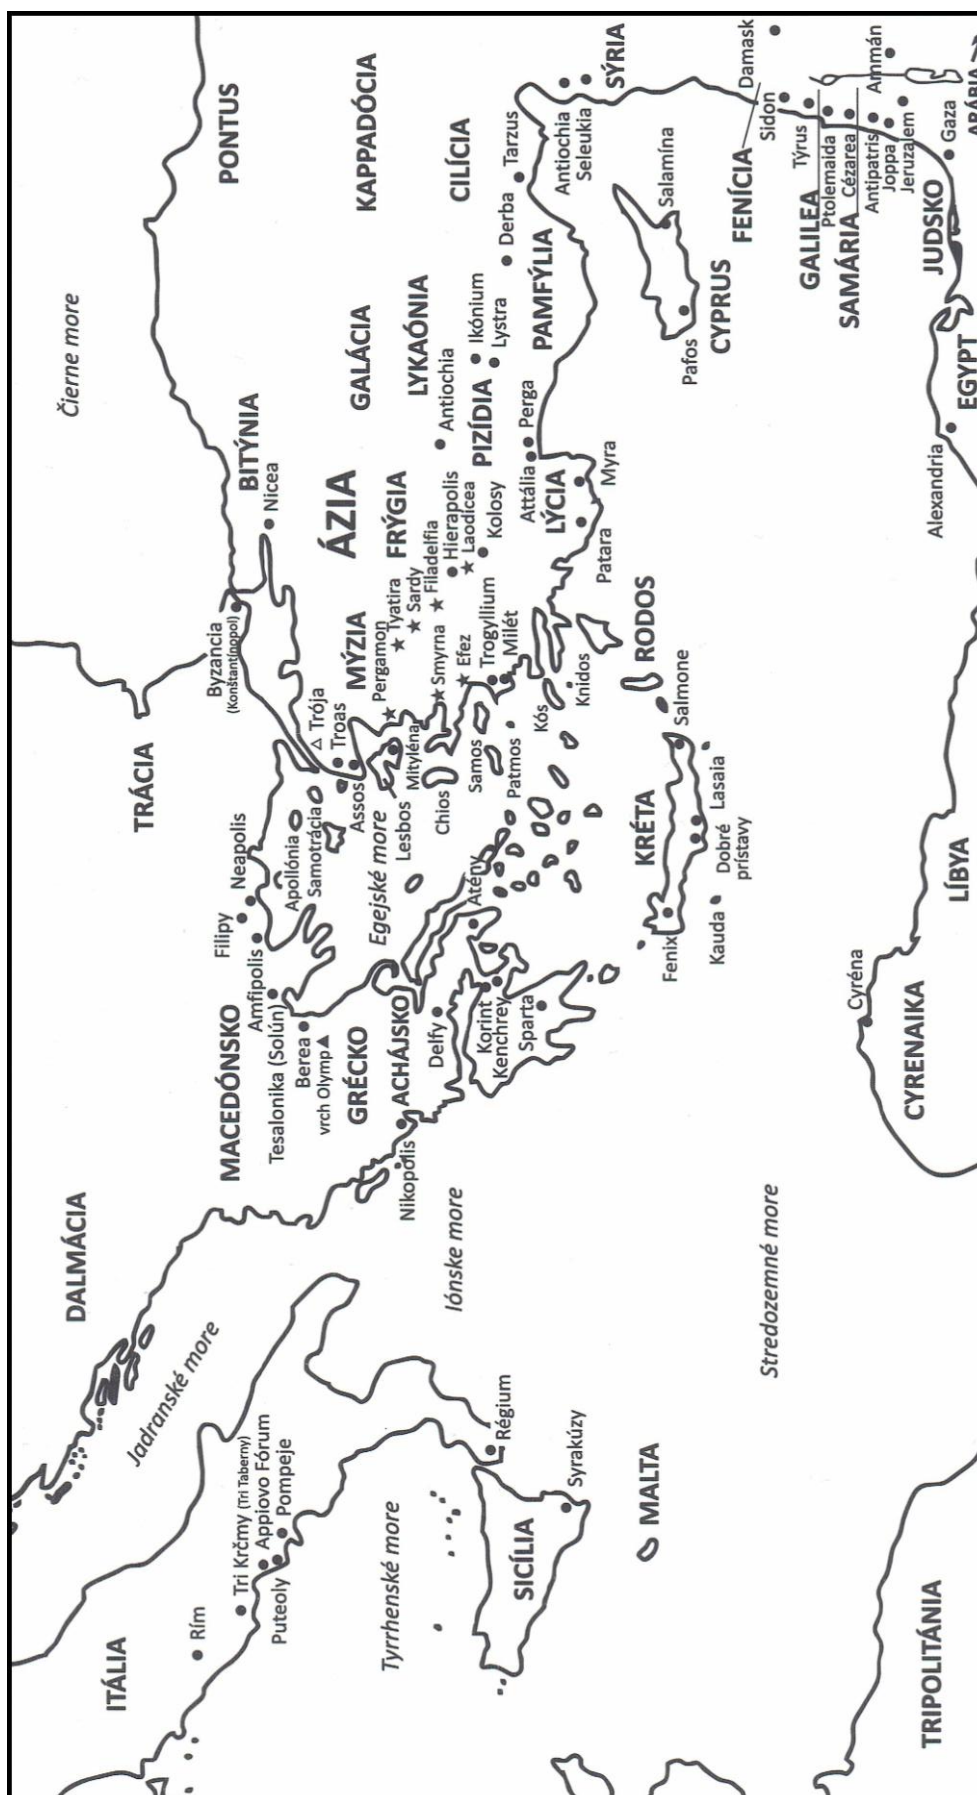 ITÁLIA
Rím
Tri Krčmy (Tri Taberny)
Appiovo Fórum
Puteoly
Pompeje
Jadranské more
DALMÁCIA
Tyrrhenské more
Régium
SICÍLIA
Syrakúzy
MALTA
TRIPOLITÁNIA
Iónske more
Stredozemné more
MACEDÓNSKO
Filipy
Neapolis
Amfipolis
Tesalonika (Solún)
Apollónia
Samotrácia
Berea
vrch Olymp
GRÉCKO
ACHÁJSKO
Nikopolis
Delfy
Korint
Kenchrey
Sparta
Atény
Egejské more
TRÁCIA
Byzancia
(Konštantínopol)
Trója
Troas
Assos
Lesbos
Mityléna
Chios
Samos
Patmos
Kós
Knidos
RODOS
KRÉTA
Salmone
Fenix
Lasaia
Dobré
prístavy
Kauda
Cyréna
CYRENAIKA
LÍBYA
Čierne more
BITÝNIA
Nicea
PONTUS
ÁZIA
MÝZIA
Pergamon
Tyatira
Sardy
Filadelfia
Smyrna
Efez
Trogyllium
Milét
FRÝGIA
Hierapolis
Laodicea
Kolosy
GALÁCIA
KAPPADÓCIA
LYKAÓNIA
Antiochia
PIZÍDIA
Ikónium
Lystra
Derba
CILÍCIA
Tarzus
PAMFÝLIA
Attália
Perga
LÝCIA
Patara
Myra
Antiochia
Seleukia
SÝRIA
CYPRUS
Salamína
Pafos
FENÍCIA
Damask
Sidon
Týrus
GALILEA
Ptolemaida
SAMÁRIA
Cézarea
Antipatris
Joppa
Jeruzalem
Ammán
JUDSKO
Gaza
ARÁBIA
EGYPT
Alexandria